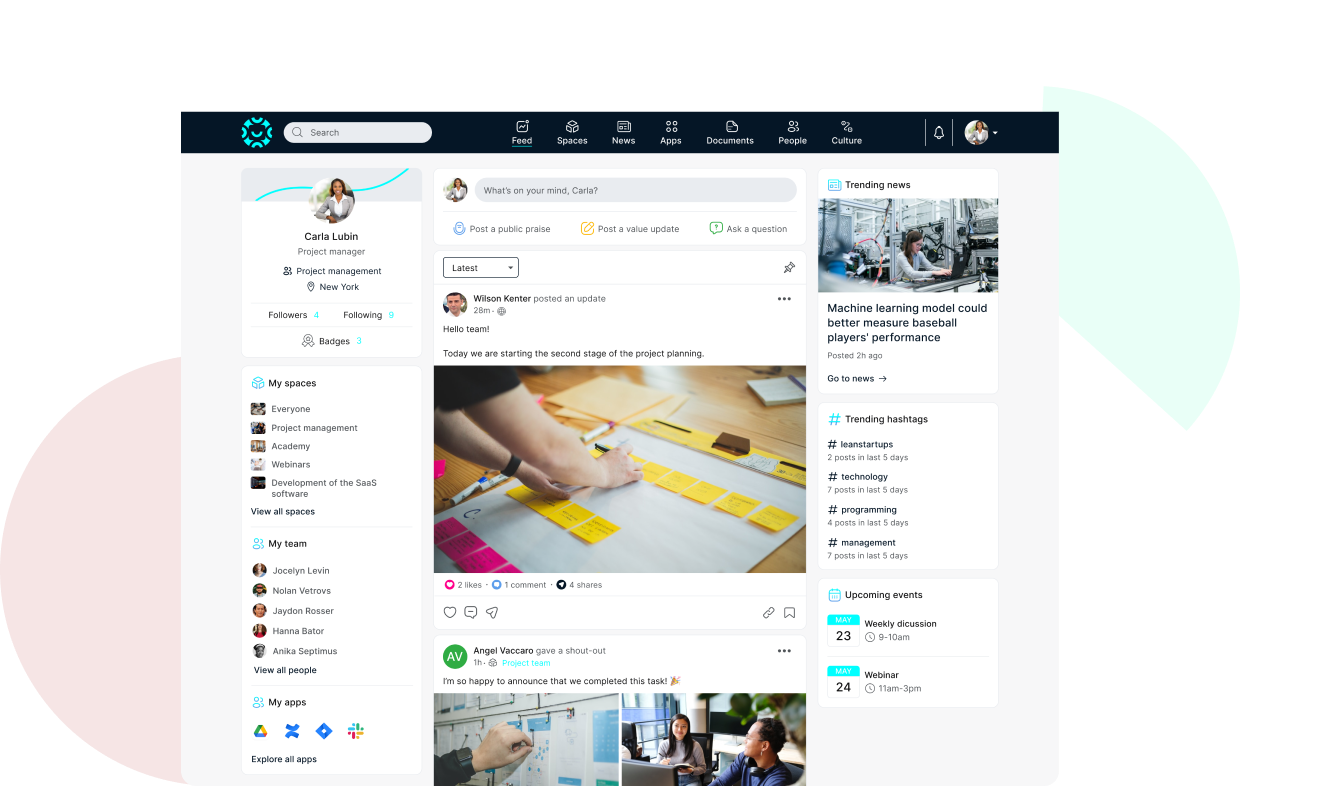 Search
Feed
Spaces
News
Apps
Documents
People
Culture
Carla Lubin
Project manager
Project management
New York
Followers 4
Following 9
Badges 3
My spaces
Everyone
Project management
Academy
Webinars
Development of the SaaS
software
View all spaces
My team
Jocelyn Levin
Nolan Vetrovs
Jaydon Rosser
Hanna Bator
Anika Septimus
View all people
My apps
Explore all apps
What's on your mind, Carla?
Post a public praise
Post a value update
Ask a question
Latest
Wilson Kenter posted an update
28m ·
Hello team!
Today we are starting the second stage of the project planning.
2 likes · 1 comment · 4 shares
AV
Angel Vaccaro gave a shout-out
1h · Project team
I'm so happy to announce that we completed this task! 🎉
Trending news
Machine learning model could
better measure baseball
players' performance
Posted 2h ago
Go to news →
Trending hashtags
# leanstartups
2 posts in last 5 days
# technology
7 posts in last 5 days
# programming
4 posts in last 5 days
# management
7 posts in last 5 days
Upcoming events
MAY
23
Weekly dicussion
9-10am
MAY
24
Webinar
11am-3pm